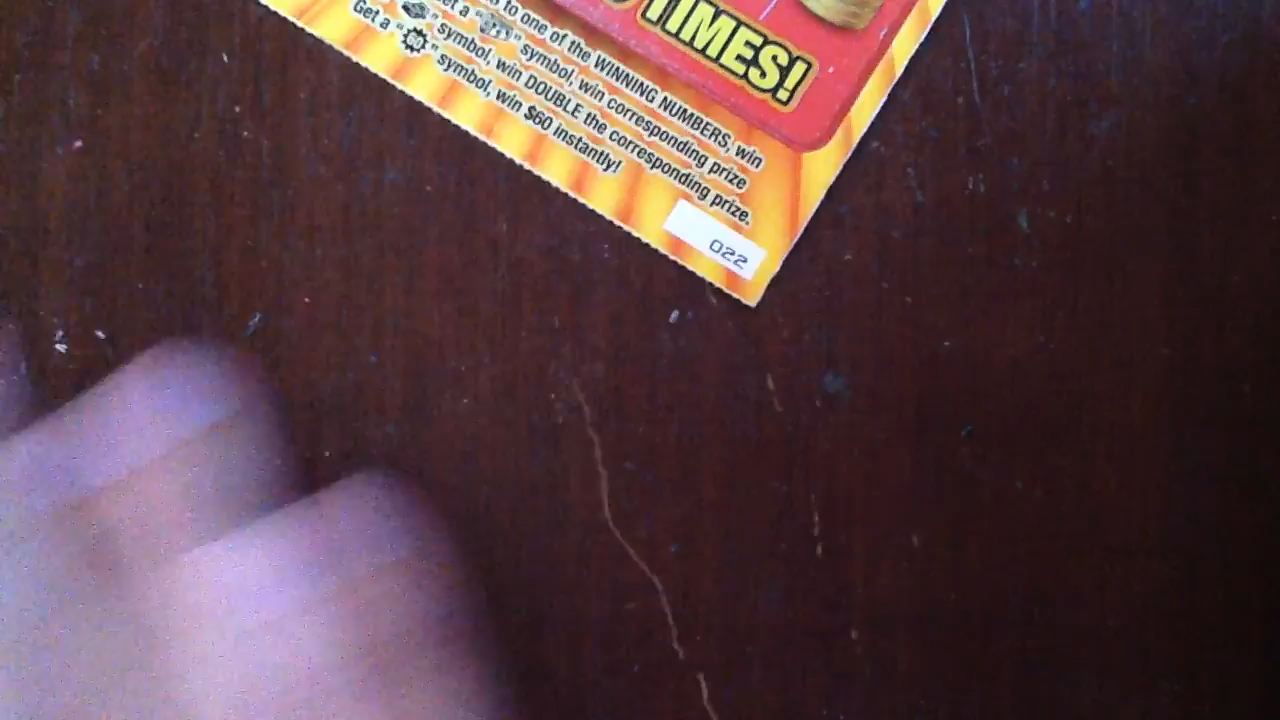 TIMES!
to one of the WINNING NUMBERS, win
" symbol, win corresponding prize
" symbol, win DOUBLE the corresponding prize.
Get a " " symbol, win $60 instantly!
022